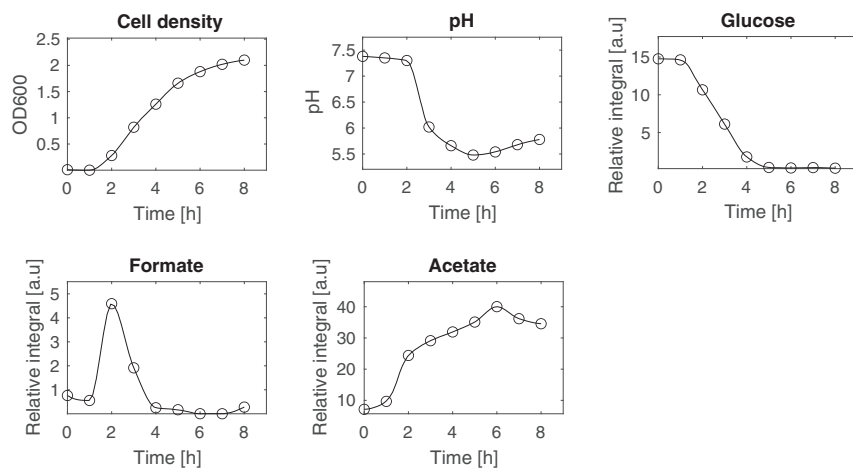 Cell density
OD600
2.5
2
1.5
1
0.5
0 2 4 6 8
Time [h]
pH
pH
7.5
6.7
5.9
5.5
0 2 4 6 8
Time [h]
Glucose
Relative integral [a.u]
15
10
5
0 2 4 6 8
Time [h]
Formate
Relative integral [a.u]
5
4
3
2
1
0 2 4 6 8
Time [h]
Acetate
Relative integral [a.u]
40
30
20
10
0 2 4 6 8
Time [h]